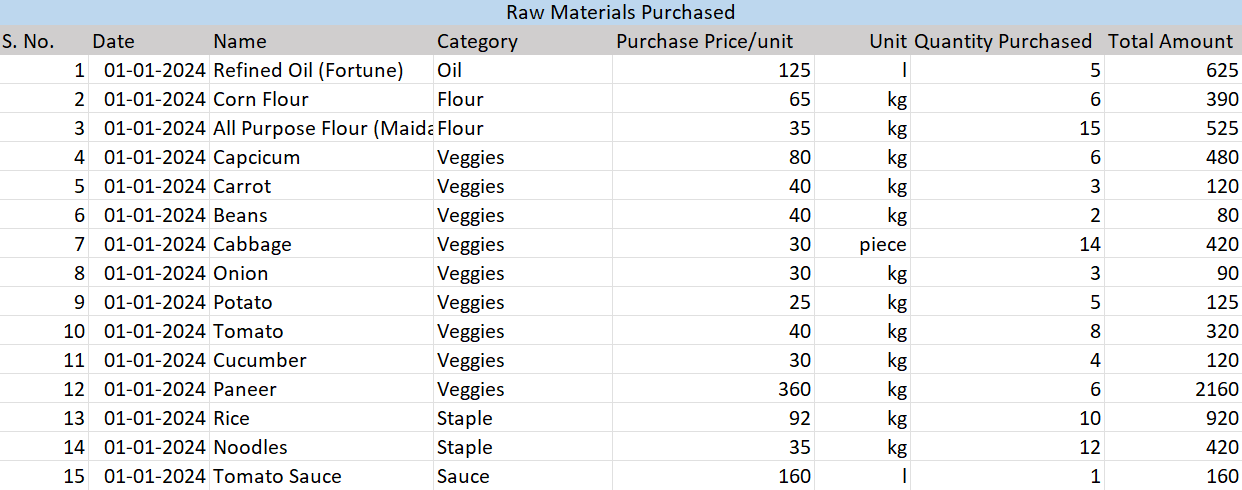 Raw Materials Purchased
S. No. Date Name Category Purchase Price/unit Unit Quantity Purchased Total Amount
1 01-01-2024 Refined Oil (Fortune) Oil 125 l 5 625
2 01-01-2024 Corn Flour Flour 65 kg 6 390
3 01-01-2024 All Purpose Flour (Maida Flour 35 kg 15 525
4 01-01-2024 Capcicum Veggies 80 kg 6 480
5 01-01-2024 Carrot Veggies 40 kg 3 120
6 01-01-2024 Beans Veggies 40 kg 2 80
7 01-01-2024 Cabbage Veggies 30 piece 14 420
8 01-01-2024 Onion Veggies 30 kg 3 90
9 01-01-2024 Potato Veggies 25 kg 5 125
10 01-01-2024 Tomato Veggies 40 kg 8 320
11 01-01-2024 Cucumber Veggies 30 kg 4 120
12 01-01-2024 Paneer Veggies 360 kg 6 2160
13 01-01-2024 Rice Staple 92 kg 10 920
14 01-01-2024 Noodles Staple 35 kg 12 420
15 01-01-2024 Tomato Sauce Sauce 160 l 1 160